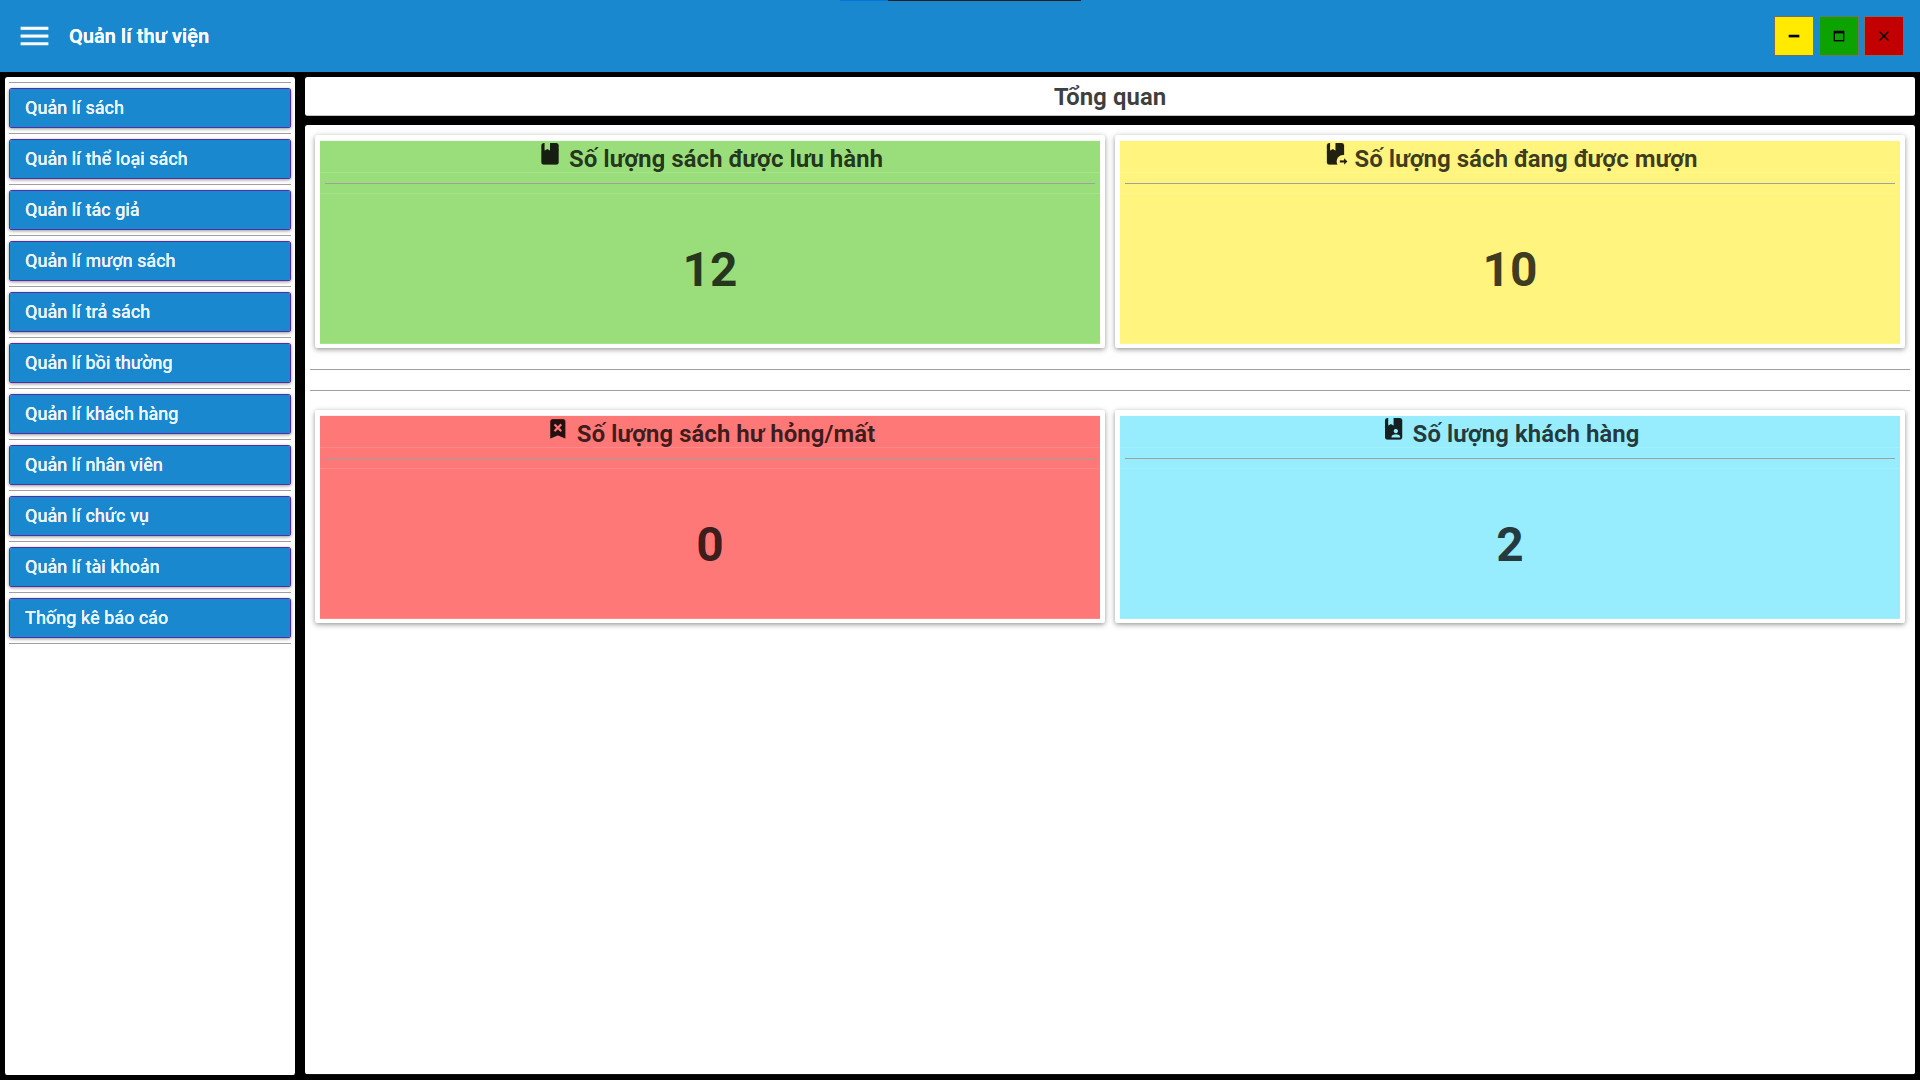 Quản lí thư viện
Quản lí sách
Quản lí thể loại sách
Quản lí tác giả
Quản lí mượn sách
Quản lí trả sách
Quản lí bồi thường
Quản lí khách hàng
Quản lí nhân viên
Quản lí chức vụ
Quản lí tài khoản
Thống kê báo cáo
Tổng quan
Số lượng sách được lưu hành
12
Số lượng sách đang được mượn
10
Số lượng sách hư hỏng/mất
0
Số lượng khách hàng
2